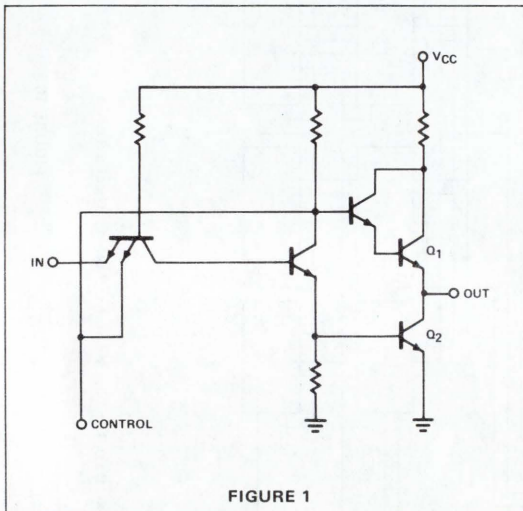 VCC
IN
Q1
OUT
Q2
CONTROL
FIGURE 1